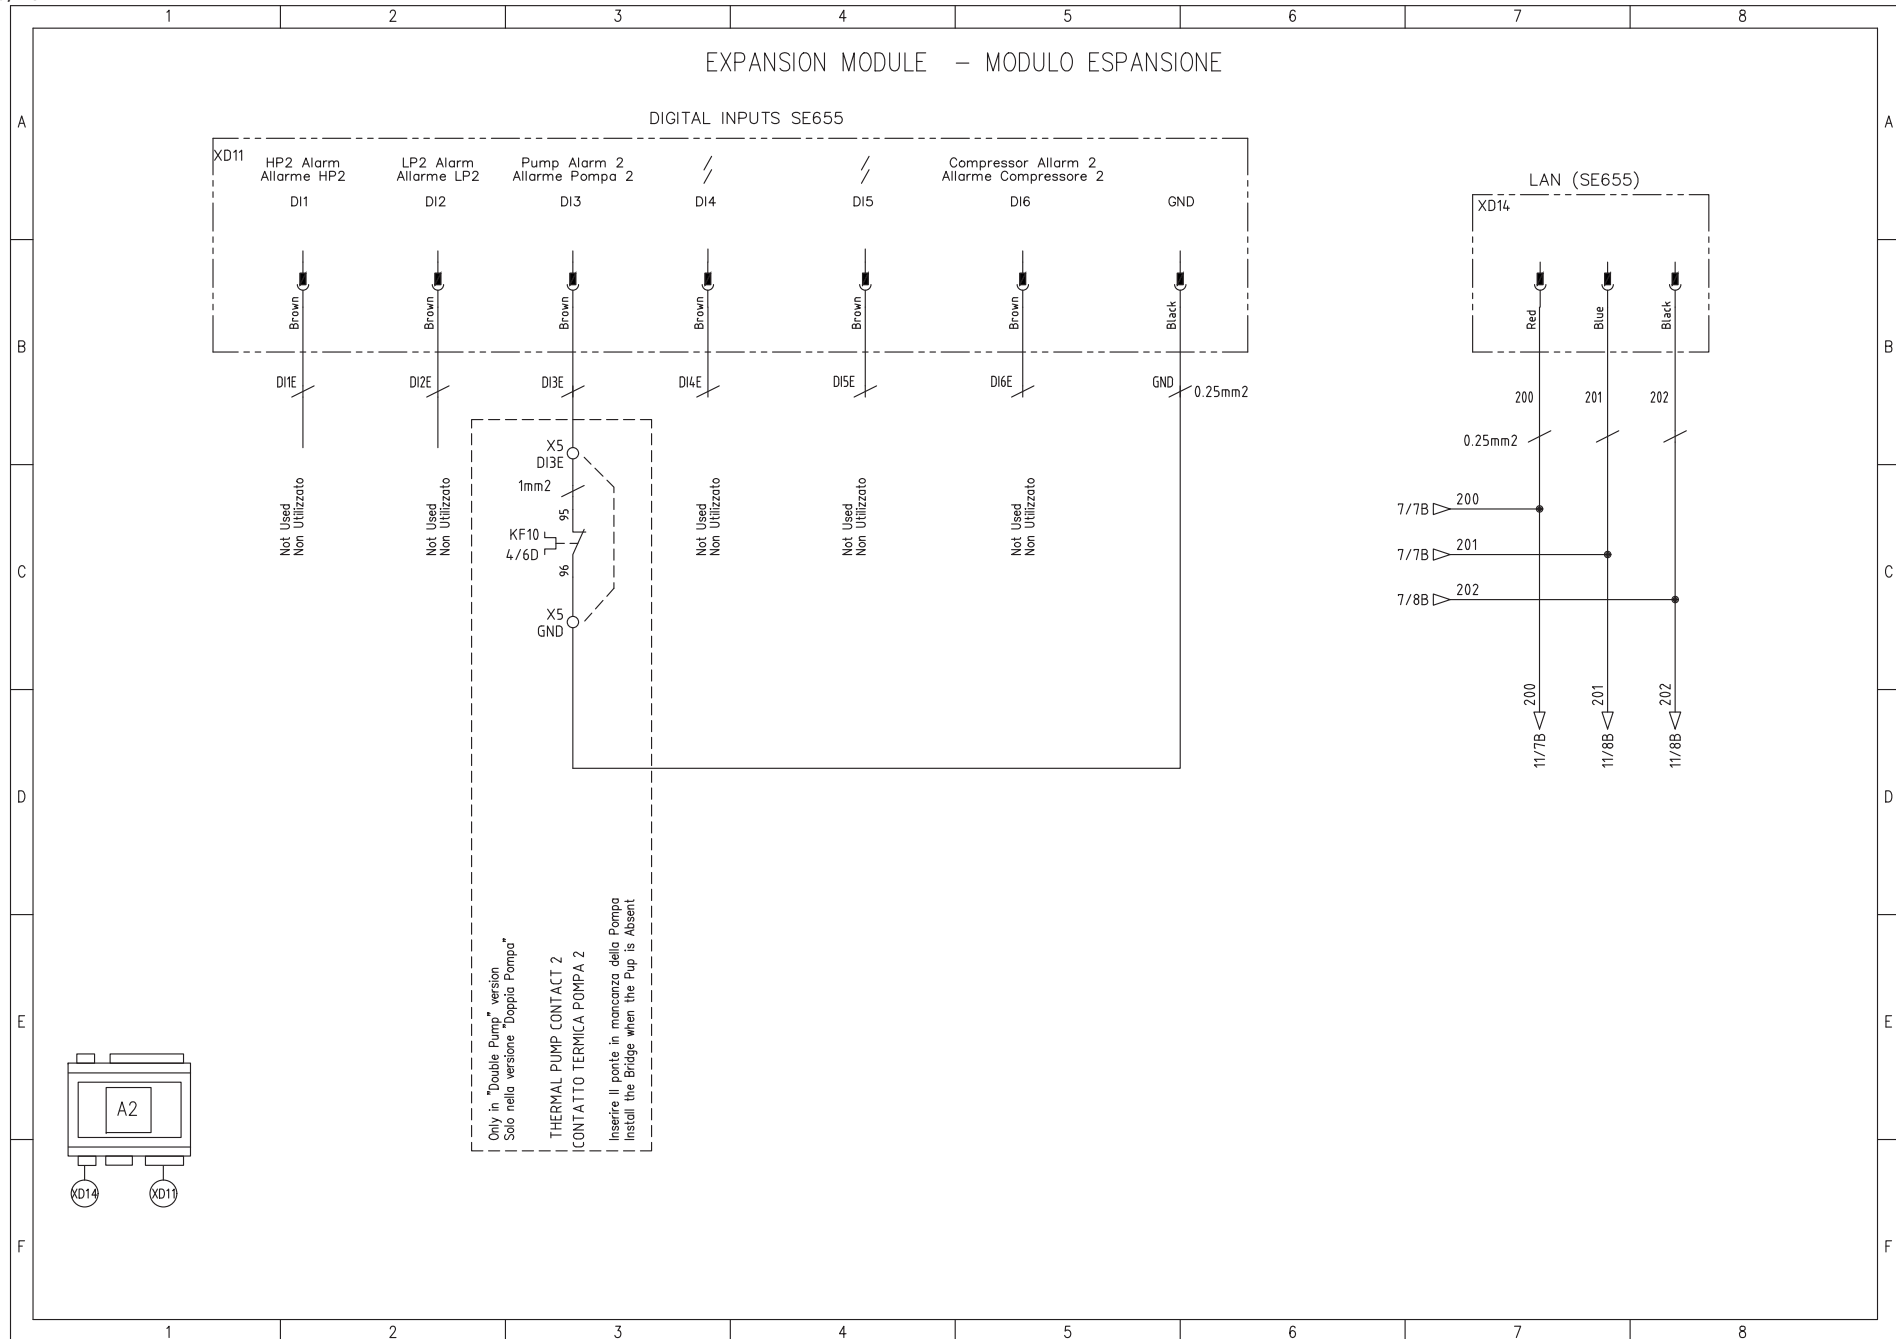 1 2 3 4 5 6 7 8
EXPANSION MODULE – MODULO ESPANSIONE
DIGITAL INPUTS SE655
A
A
XD11
HP2 Alarm
Allarme HP2
DI1
LP2 Alarm
Allarme LP2
DI2
Pump Alarm 2
Allarme Pompa 2
DI3
/
/
DI4
/
/
DI5
Compressor Allarm 2
Allarme Compressore 2
DI6
GND
LAN (SE655)
XD14
Brown
Brown
Brown
Brown
Brown
Brown
Black
Red
Blue
Black
B
B
DI1E
DI2E
DI3E
DI4E
DI5E
DI6E
GND
0.25mm2
200
201
202
0.25mm2
X5
DI3E
1mm2
95
KF10
4/6D
96
X5
GND
Not Used
Non Utilizzato
Not Used
Non Utilizzato
Not Used
Non Utilizzato
Not Used
Non Utilizzato
Not Used
Non Utilizzato
7/7B
200
7/7B
201
7/8B
202
C
C
200
201
202
11/7B
11/8B
11/8B
D
D
Only in "Double Pump" version
Solo nella versione "Doppia Pompa"
THERMAL PUMP CONTACT 2
CONTATTO TERMICA POMPA 2
Inserire Il ponte in mancanza della Pompa
Install the Bridge when the Pup is Absent
E
E
A2
XD14
XD11
F
F
1 2 3 4 5 6 7 8